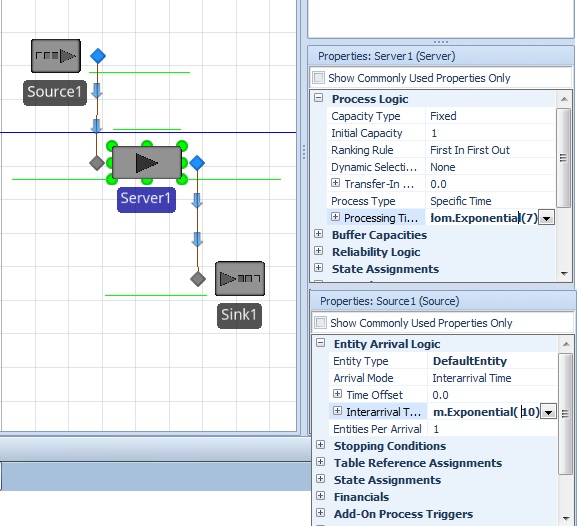 Source1
Server1
Sink1
Properties: Server1 (Server)
Show Commonly Used Properties Only
Process Logic
Capacity Type Fixed
Initial Capacity 1
Ranking Rule First In First Out
Dynamic Selecti... None
Transfer-In ... 0.0
Process Type Specific Time
Processing Ti... lom.Exponential(7)
Buffer Capacities
Reliability Logic
State Assignments
Properties: Source1 (Source)
Show Commonly Used Properties Only
Entity Arrival Logic
Entity Type DefaultEntity
Arrival Mode Interarrival Time
Time Offset 0.0
Interarrival T... m.Exponential( 10)
Entities Per Arrival 1
Stopping Conditions
Table Reference Assignments
State Assignments
Financials
Add-On Process Triggers